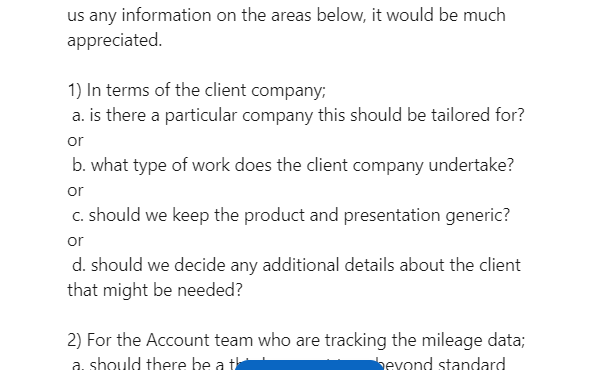 us any information on the areas below, it would be much
appreciated.
1) In terms of the client company;
a. is there a particular company this should be tailored for?
or
b. what type of work does the client company undertake?
or
c. should we keep the product and presentation generic?
or
d. should we decide any additional details about the client
that might be needed?
2) For the Account team who are tracking the mileage data;
a. should there be a beyond standard